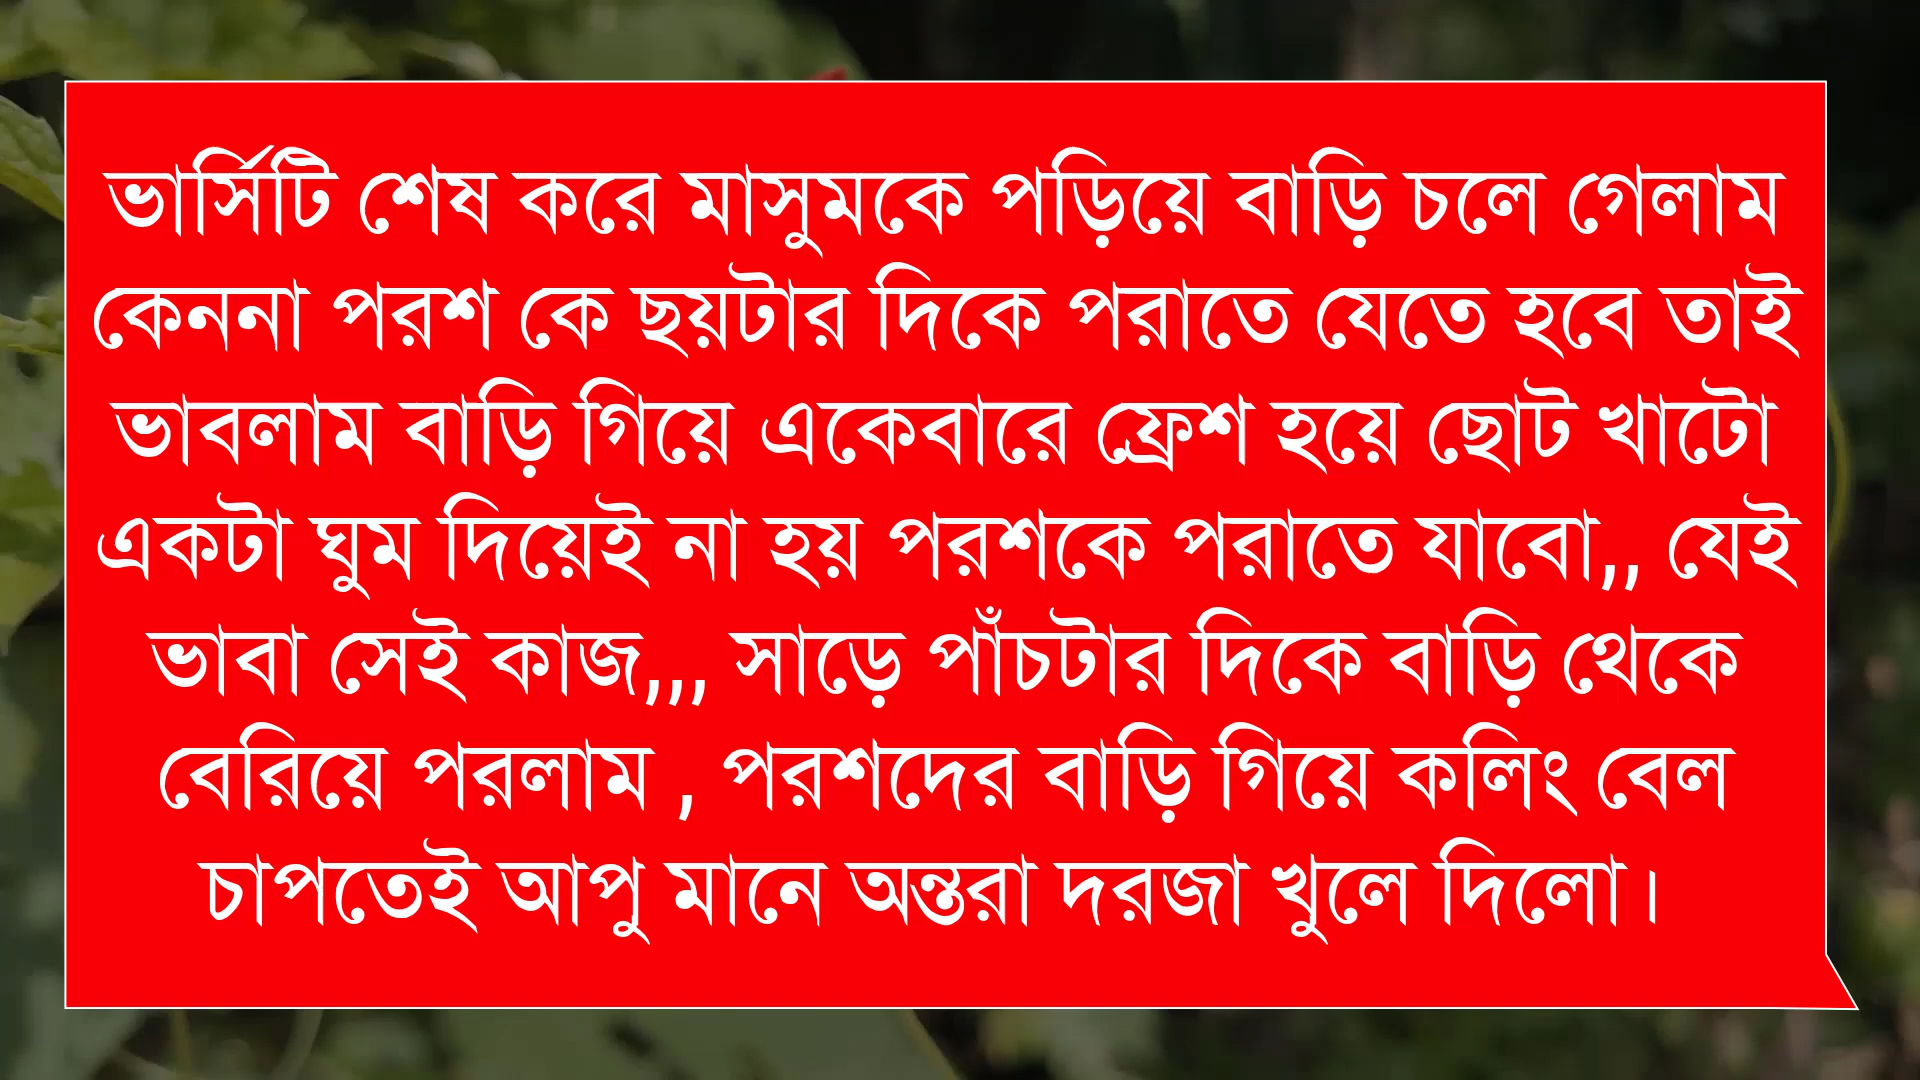 ভার্সিটি শেষ করে মাসুমকে পড়িয়ে বাড়ি চলে গেলাম
কেননা পরশ কে ছয়টার দিকে পরাতে যেতে হবে তাই
ভাবলাম বাড়ি গিয়ে একেবারে ফ্রেশ হয়ে ছোট খাটো
একটা ঘুম দিয়েই না হয় পরশকে পরাতে যাবো,, যেই
ভাবা সেই কাজ,,, সাড়ে পাঁচটার দিকে বাড়ি থেকে
বেরিয়ে পরলাম , পরশদের বাড়ি গিয়ে কলিং বেল
চাপতেই আপু মানে অন্তরা দরজা খুলে দিলো।